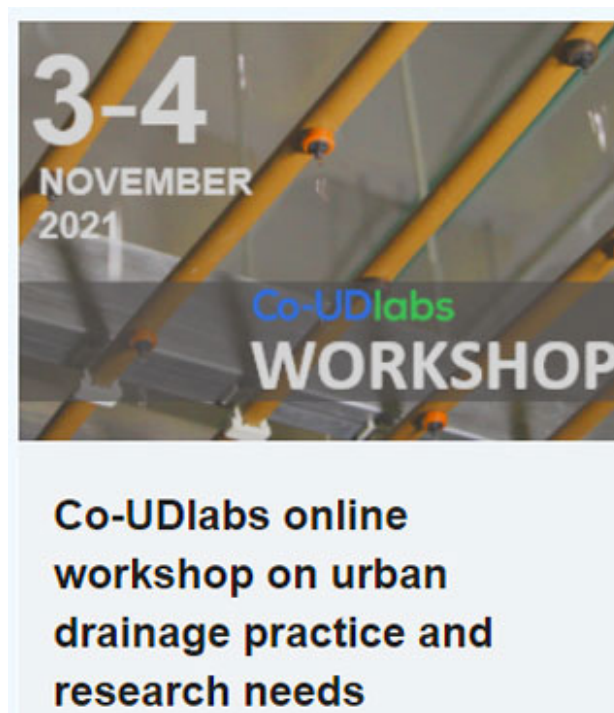 3-4
NOVEMBER
2021
Co-UDlabs
WORKSHOP
Co-UDlabs online
workshop on urban
drainage practice and
research needs